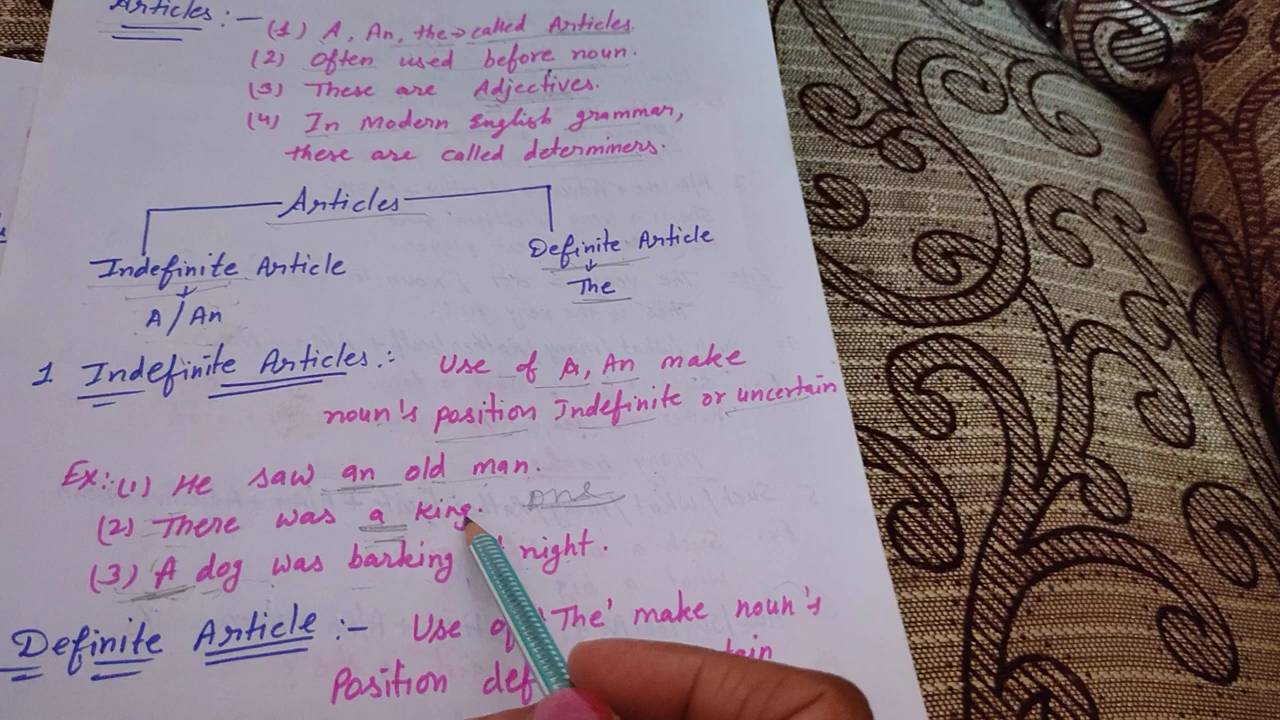 Articles :-
(1) A, An, the → called Articles.
(2) Often used before noun.
(3) These are Adjectives.
(4) In Modern English grammar,
these are called determiners.
Articles
Indefinite Article
Definite Article
A / An
The
1 Indefinite Articles :- Use of A, An make
noun's position Indefinite or uncertain
Ex:- (1) He saw an old man.
one
(2) There was a king.
(3) A dog was barking night.
Definite Article :- Use of 'The' make noun's
Position def